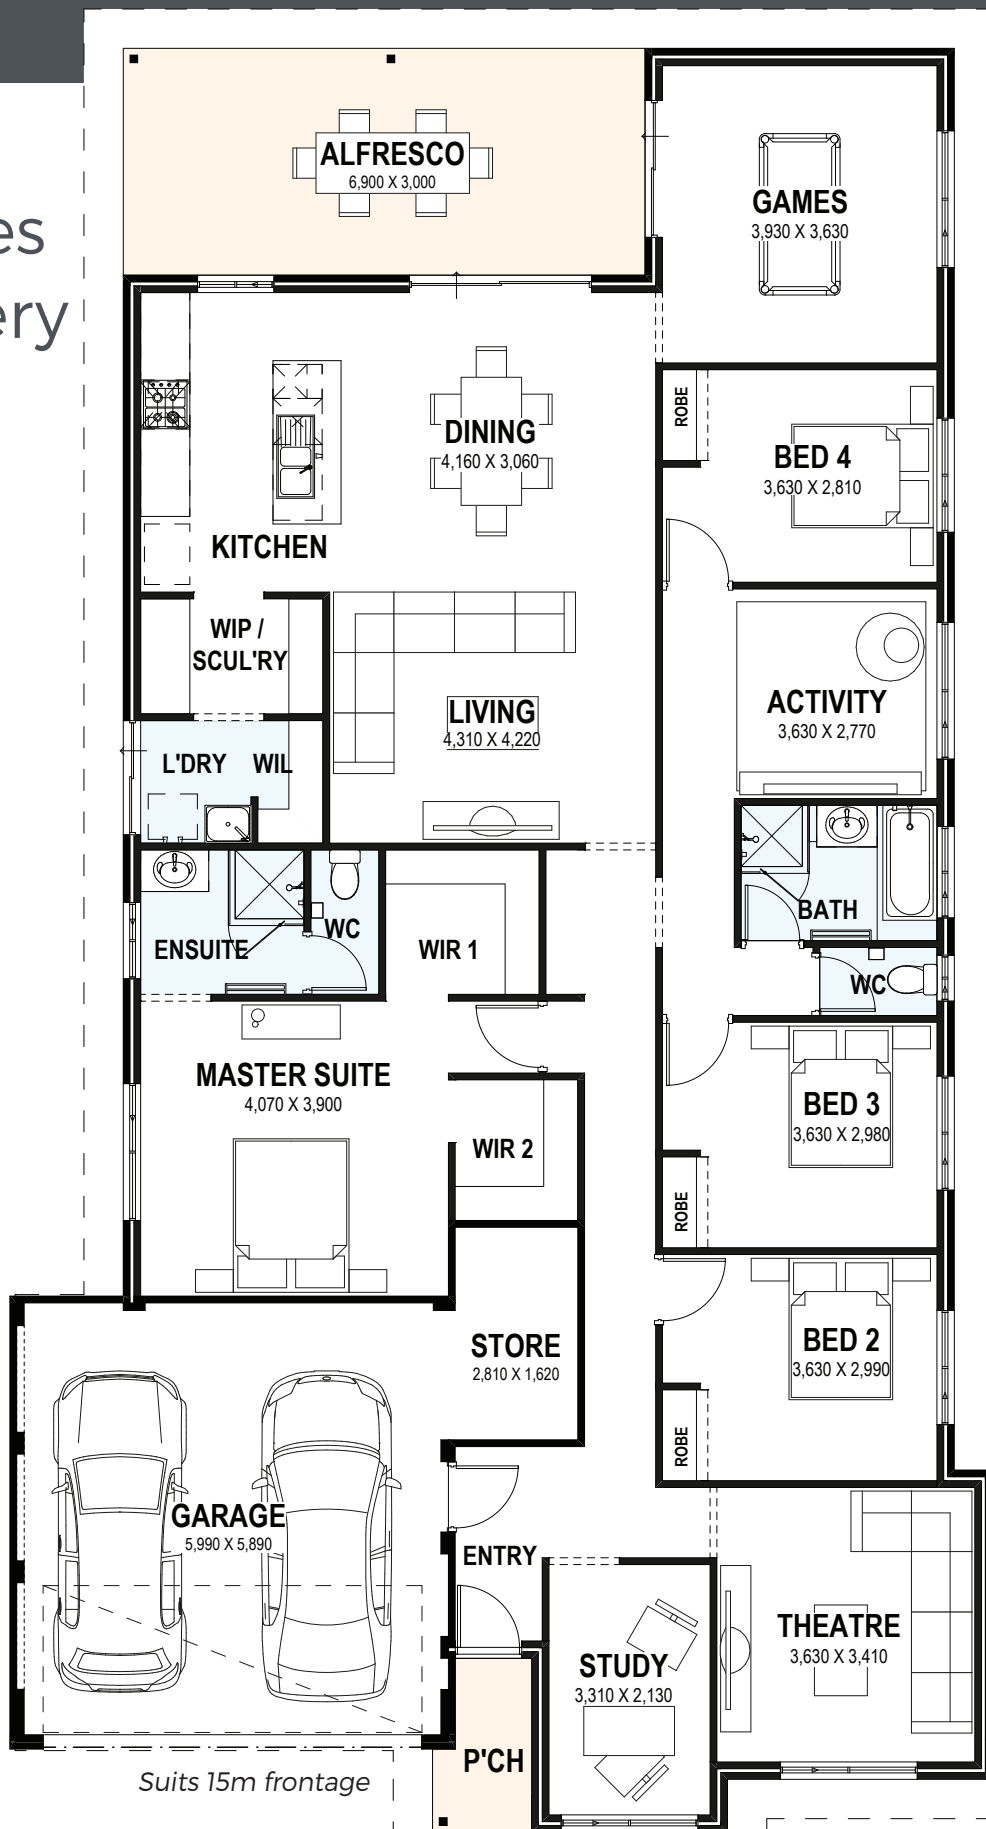 es
ery
ALFRESCO
6,900 X 3,000
GAMES
3,930 X 3,630
DINING
4,160 X 3,060
ROBE
BED 4
3,630 X 2,810
KITCHEN
WIP /
SCUL'RY
LIVING
4,310 X 4,220
ACTIVITY
3,630 X 2,770
L'DRY
WIL
ENSUITE
WC
WIR 1
BATH
WC
MASTER SUITE
4,070 X 3,900
WIR 2
BED 3
3,630 X 2,980
ROBE
STORE
2,810 X 1,620
BED 2
3,630 X 2,990
ROBE
GARAGE
5,990 X 5,890
ENTRY
THEATRE
3,630 X 3,410
STUDY
3,310 X 2,130
P'CH
Suits 15m frontage